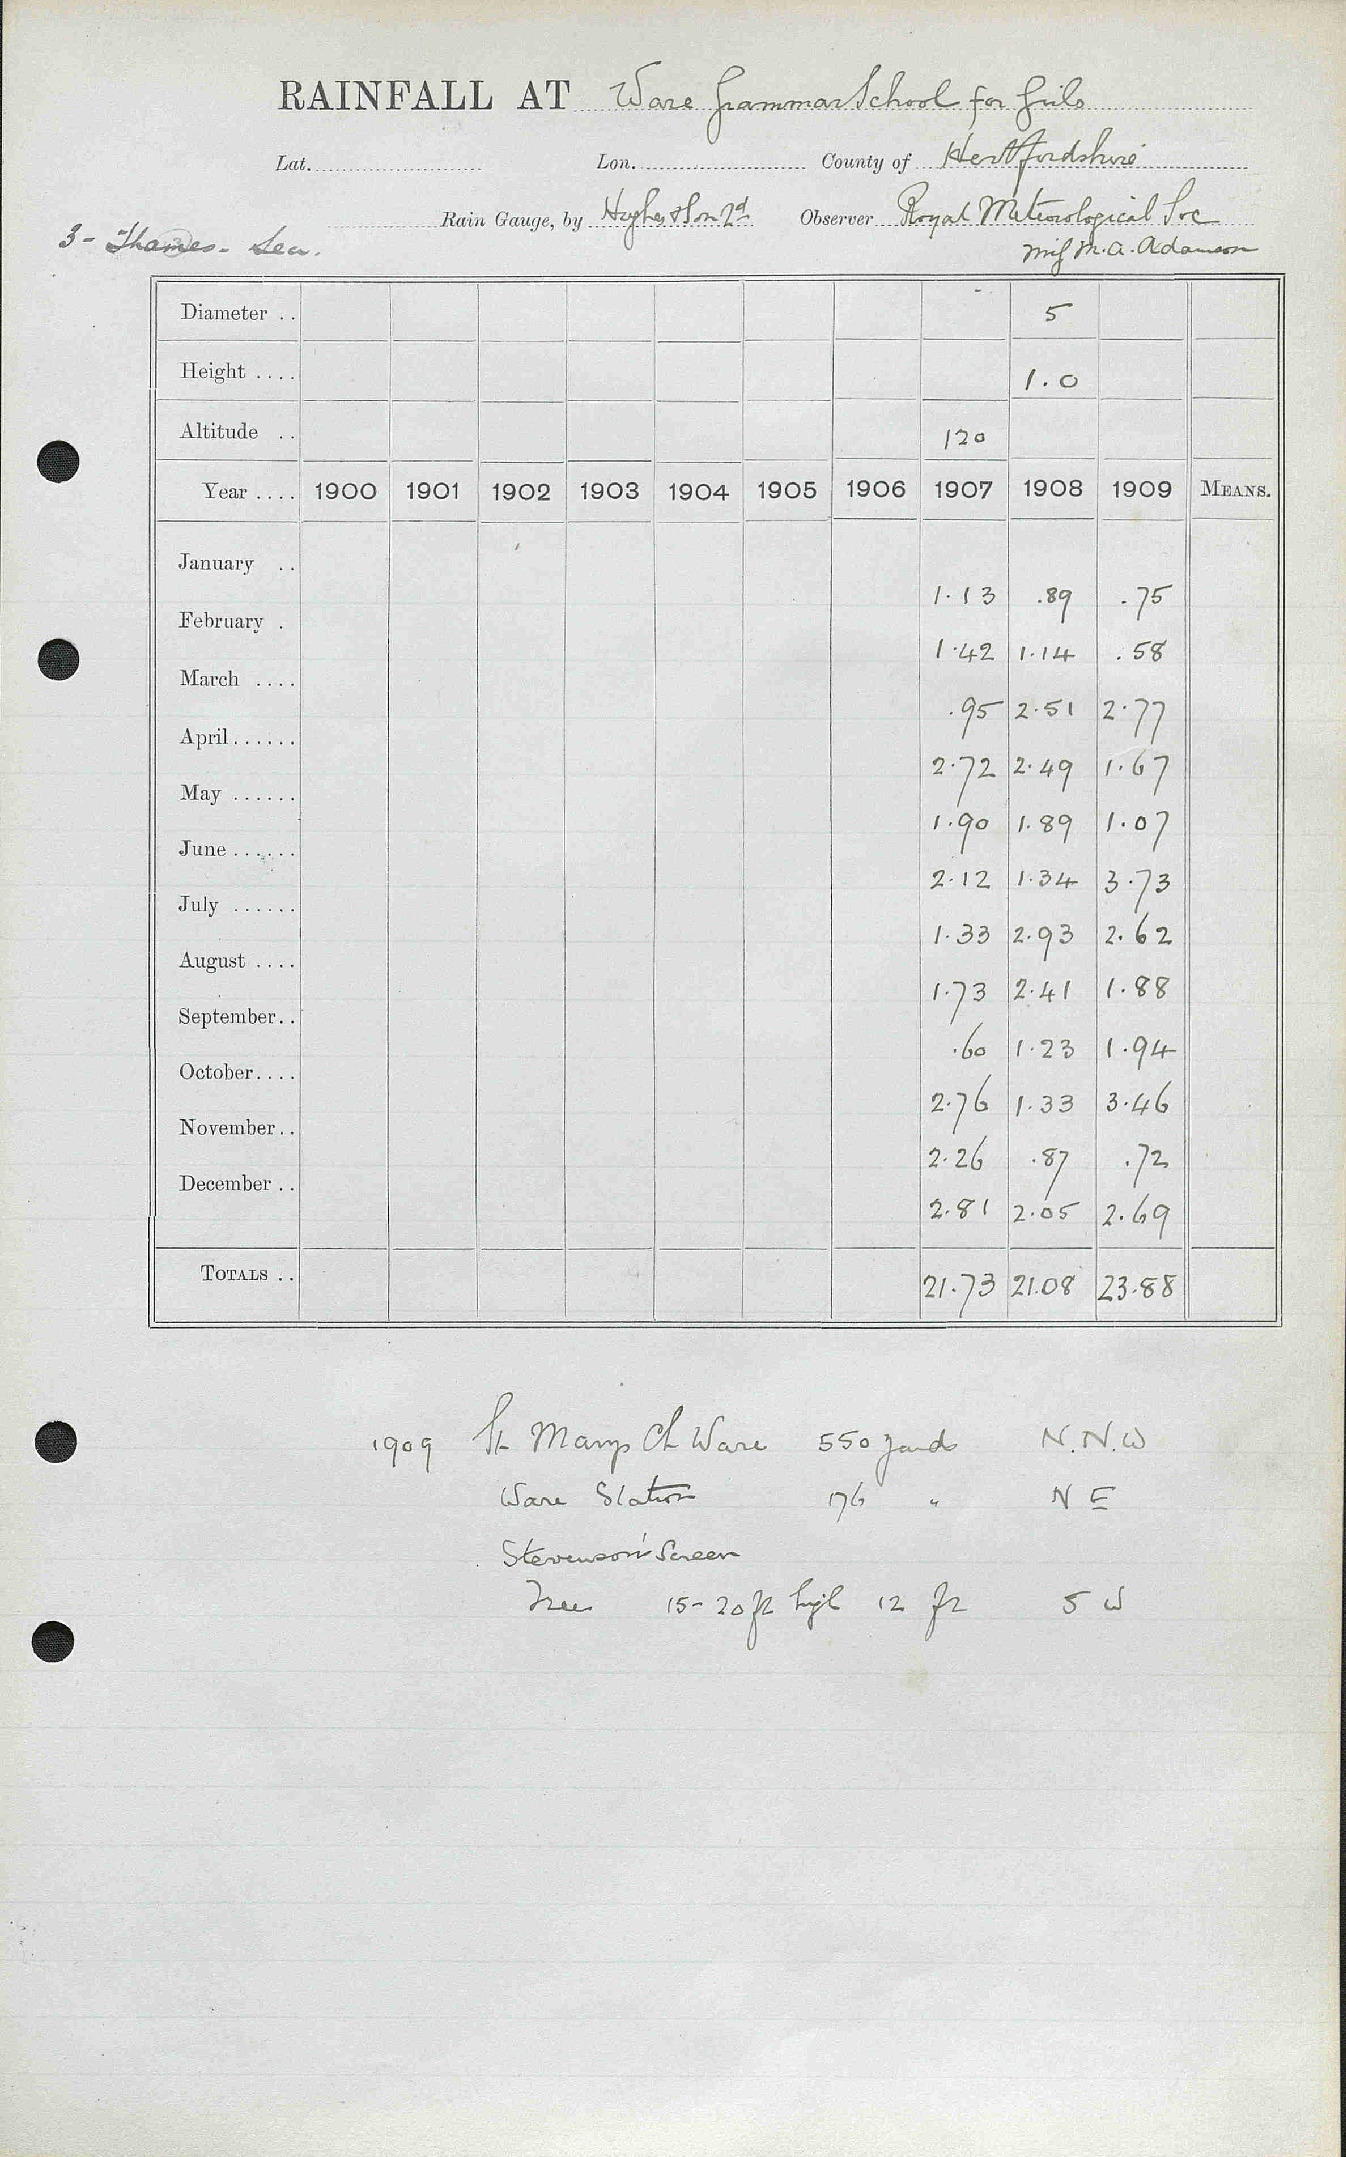 RAINFALL AT Ware Grammar School for Girls
Lat. Lon. County of Hertfordshire
Rain Gauge, by Hughes & Son Ld Observer Royal Meteorological Soc
3 - Thames - Lea. Miss M. A. Adamson
Diameter .. 5
Height .... 1.0
Altitude .. 120
Year .... 1900 1901 1902 1903 1904 1905 1906 1907 1908 1909 MEANS.
January .. 1.13 .89 .75
February . 1.42 1.14 .58
March .... .95 2.51 2.77
April...... 2.72 2.49 1.67
May ...... 1.90 1.89 1.07
June...... 2.12 1.34 3.73
July ...... 1.33 2.93 2.62
August .... 1.73 2.41 1.88
September.. .60 1.23 1.94
October.... 2.76 1.33 3.46
November.. 2.26 .87 .72
December .. 2.81 2.05 2.69
TOTALS .. 21.73 21.08 23.88
1909 St Marys Ch Ware 550 yards N.N.W
Ware Station 176 " N E
Stevenson Screen
Trees 15-20 ft high 12 ft S W